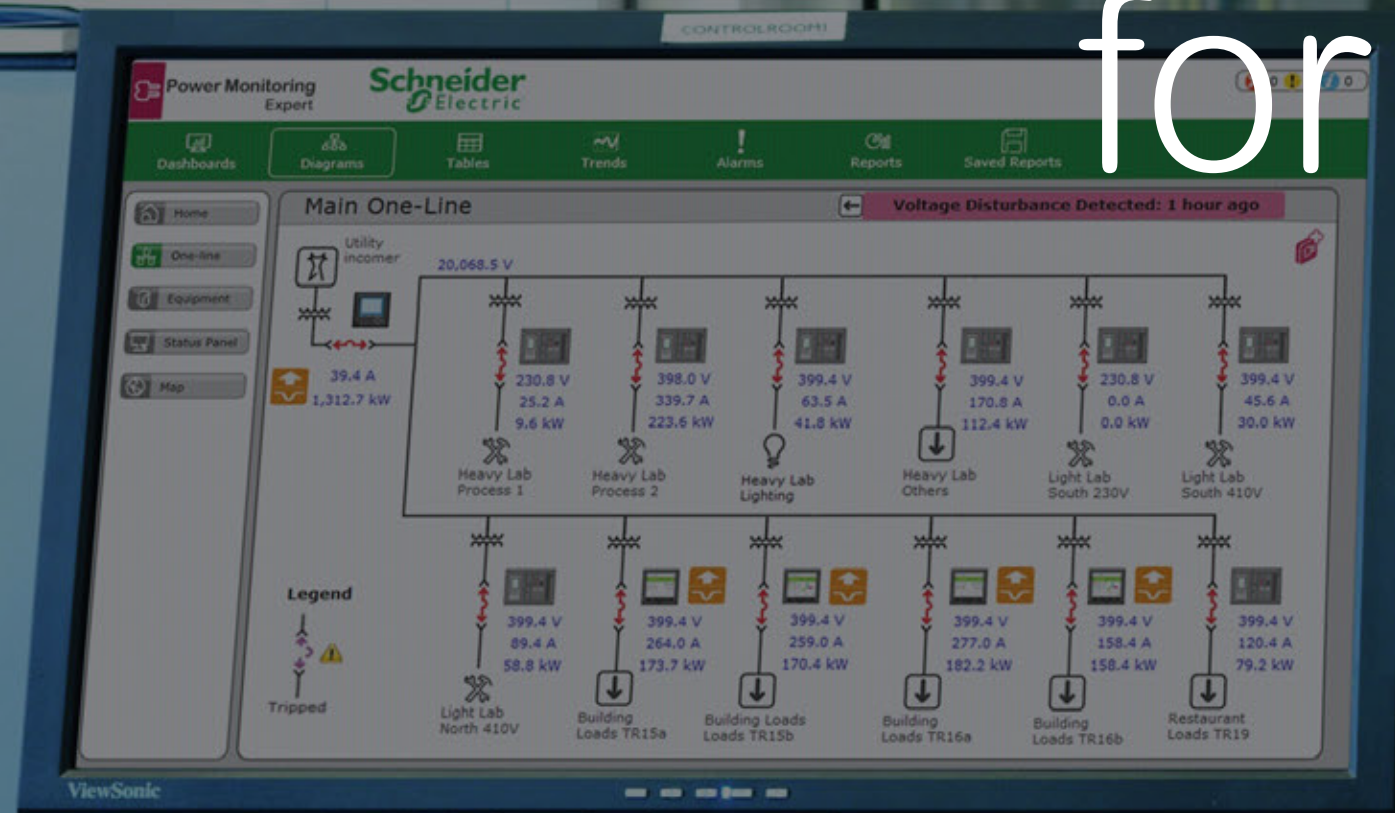 for
CONTROLROOM1
Power Monitoring
Expert
Schneider
Electric
0
0
Dashboards
Diagrams
Tables
Trends
Alarms
Reports
Saved Reports
Home
One-line
Equipment
Status Panel
Map
Main One-Line
Voltage Disturbance Detected: 1 hour ago
Utility
incomer
20,068.5 V
39.4 A
1,312.7 kW
230.8 V
25.2 A
9.6 kW
Heavy Lab
Process 1
398.0 V
339.7 A
223.6 kW
Heavy Lab
Process 2
399.4 V
63.5 A
41.8 kW
Heavy Lab
Lighting
399.4 V
170.8 A
112.4 kW
Heavy Lab
Others
230.8 V
0.0 A
0.0 kW
Light Lab
South 230V
399.4 V
45.6 A
30.0 kW
Light Lab
South 410V
Legend
Tripped
399.4 V
89.4 A
58.8 kW
Light Lab
North 410V
399.4 V
264.0 A
173.7 kW
Building
Loads TR15a
399.4 V
259.0 A
170.4 kW
Building Loads
Loads TR15b
399.4 V
277.0 A
182.2 kW
Building
Loads TR16a
399.4 V
158.4 A
158.4 kW
Building
Loads TR16b
399.4 V
120.4 A
79.2 kW
Restaurant
Loads TR19
ViewSonic